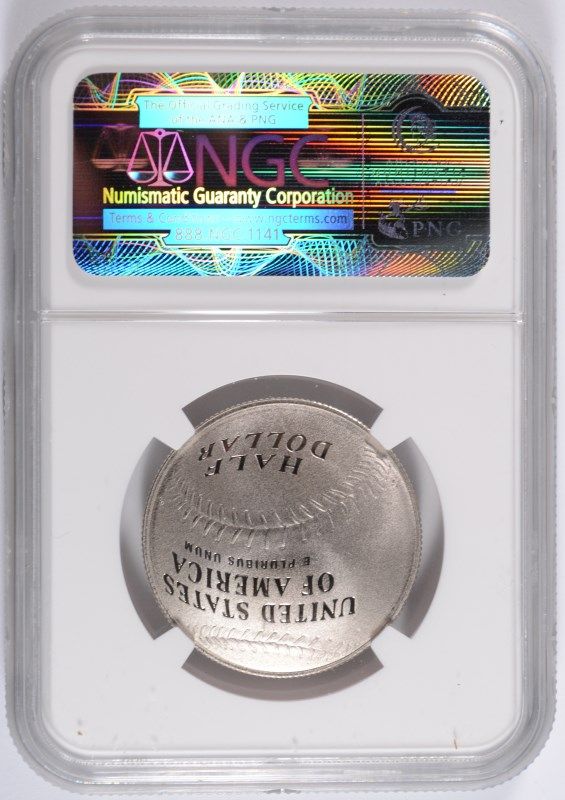 The Official Grading Service
of the ANA & PNG
NGC
Numismatic Guaranty Corporation
Terms & Conditions www.ngcterms.com
888-NGC-1141
PNG
UNITED STATES
OF AMERICA
E PLURIBUS UNUM
HALF
DOLLAR